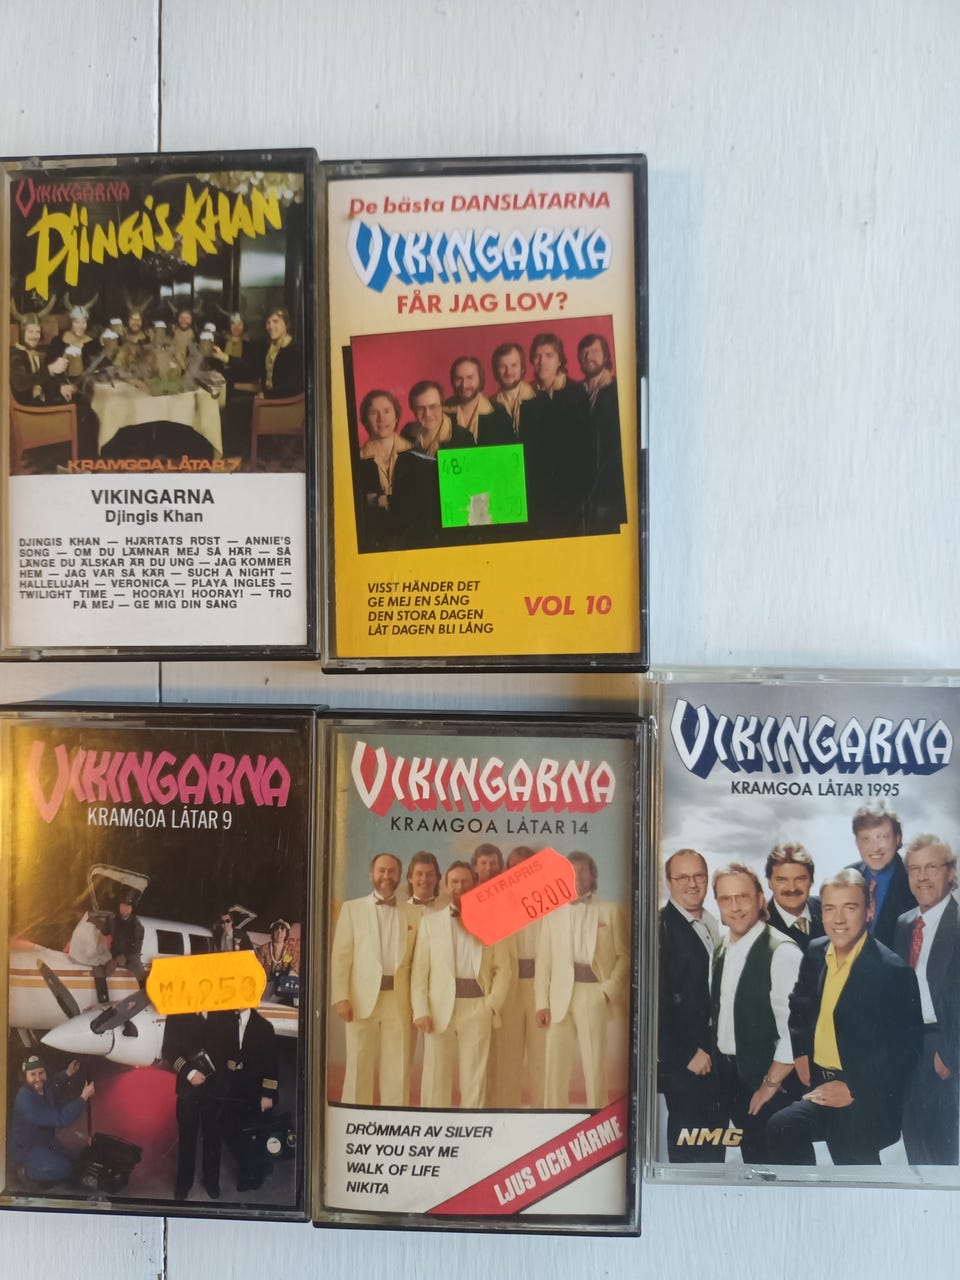 VIKINGARNA
DJINGIS KHAN
KRAMGOA LÅTAR 7
VIKINGARNA
Djingis Khan
DJINGIS KHAN — HJÄRTATS RÖST — ANNIE'S
SONG — OM DU LÄMNAR MEJ SÅ HÄR — SÅ
LÄNGE DU ÄLSKAR ÄR DU UNG — JAG KOMMER
HEM — JAG VAR SÅ KÄR — SUCH A NIGHT —
HALLELUJAH — VERONICA — PLAYA INGLES —
TWILIGHT TIME — HOORAY! HOORAY! — TRO
PÅ MEJ — GE MIG DIN SÅNG
De bästa DANSLÅTARNA
VIKINGARNA
FÅR JAG LOV?
VISST HÄNDER DET
GE MEJ EN SÅNG
DEN STORA DAGEN
LÅT DAGEN BLI LÅNG
VOL 10
VIKINGARNA
KRAMGOA LÅTAR 9
M 49.50
VIKINGARNA
KRAMGOA LÅTAR 14
EXTRAPRIS
69.00
DRÖMMAR AV SILVER
SAY YOU SAY ME
WALK OF LIFE
NIKITA
LJUS OCH VÄRME
VIKINGARNA
KRAMGOA LÅTAR 1995
NMG